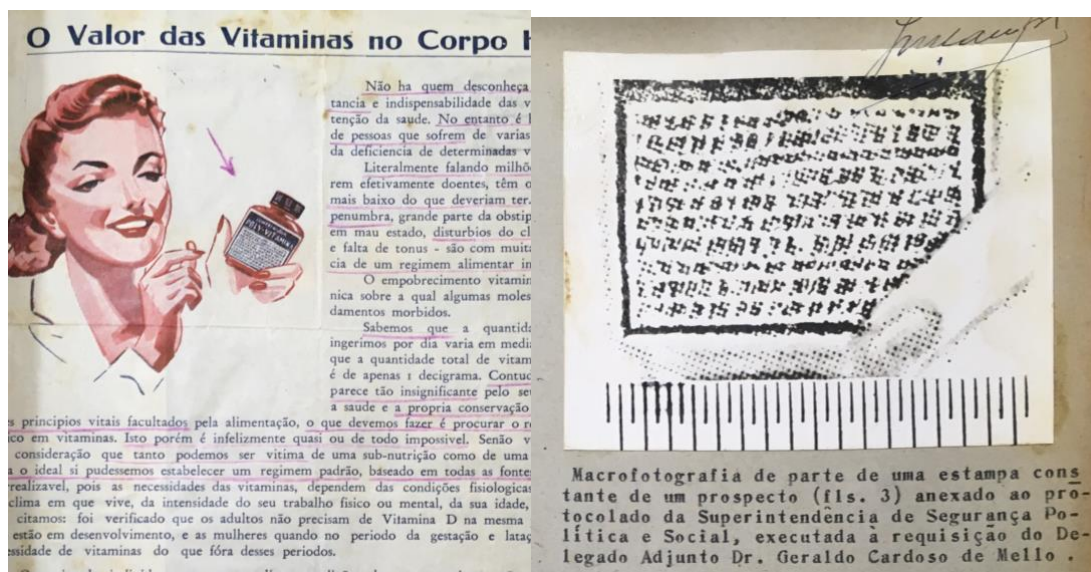 O Valor das Vitaminas no Corpo
Não ha quem desconheça
tancia e indispensabilidade das v
tenção da saude. No entanto é
de pessoas que sofrem de varias
da deficiencia de determinadas v
Literalmente falando milhõ
rem efetivamente doentes, têm o
mais baixo do que deveriam ter.
penumbra, grande parte da obstip
em mau estado, disturbios do cl
e falta de tonus - são com muita
cia de um regimem alimentar in
O empobrecimento vitamin
nica sobre a qual algumas moles
damentos morbidos.
Sabemos que a quantida
ingerimos por dia varia em media
que a quantidade total de vitam
é de apenas 1 decigrama. Contud
parece tão insignificante pelo seu
a saude e a propria conservação
s principios vitais facultados pela alimentação, o que devemos fazer é procurar o r
ico em vitaminas. Isto porém é infelizmente quasi ou de todo impossivel. Senão v
consideração que tanto podemos ser vitima de uma sub-nutrição como de uma
a o ideal si pudessemos estabelecer um regimem padrão, baseado em todas as fontes
realizavel, pois as necessidades das vitaminas, dependem das condições fisiologicas
clima em que vive, da intensidade do seu trabalho fisico ou mental, da sua idade,
citamos: foi verificado que os adultos não precisam de Vitamina D na mesma
estão em desenvolvimento, e as mulheres quando no periodo da gestação e lataç
ssidade de vitaminas do que fóra desses periodos.
Macrofotografia de parte de uma estampa cons
tante de um prospecto (fls. 3) anexado ao pro-
tocolado da Superintendência de Segurança Po-
lítica e Social, executada à requisição do De-
legado Adjunto Dr. Geraldo Cardoso de Mello .